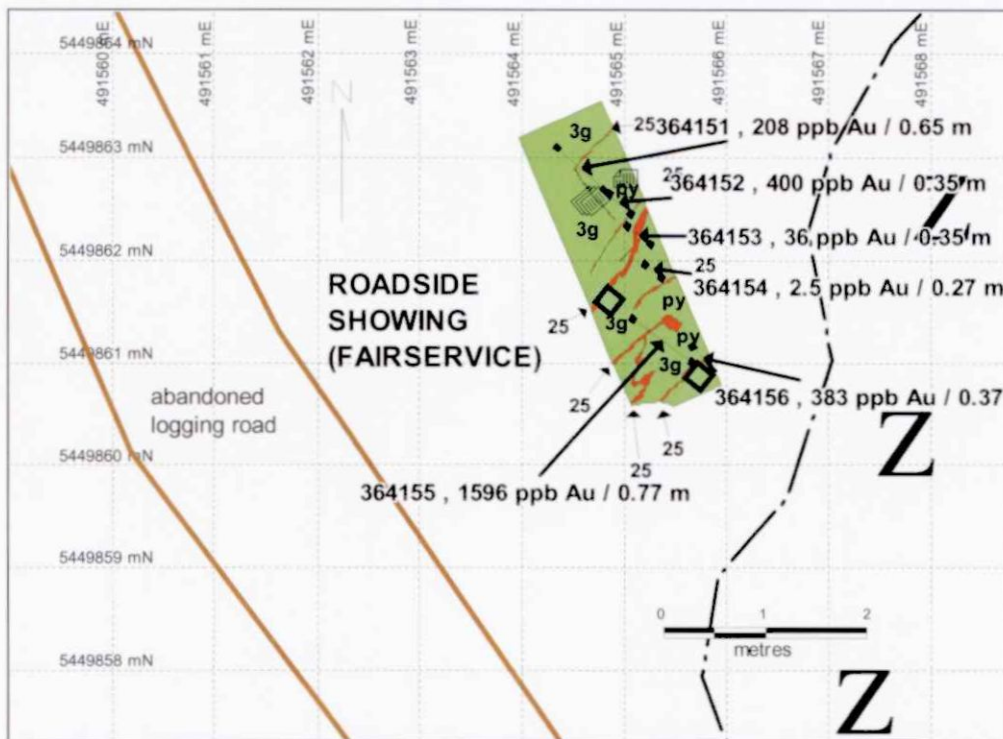 491560 mE
491561 mE
491562 mE
491563 mE
491564 mE
491565 mE
491566 mE
491567 mE
491568 mE
5449864 mN
N
3g
25
364151 , 208 ppb Au / 0.65 m
5449863 mN
py
25
364152 , 400 ppb Au / 0.35 m
3g
364153 , 36 ppb Au / 0.35 m
5449862 mN
25
364154 , 2.5 ppb Au / 0.27 m
ROADSIDE
SHOWING
(FAIRSERVICE)
py
25
3g
py
5449861 mN
3g
364156 , 383 ppb Au / 0.37
abandoned
logging road
25
25
25
Z
5449860 mN
364155 , 1596 ppb Au / 0.77 m
5449859 mN
0
1
2
metres
5449858 mN
Z